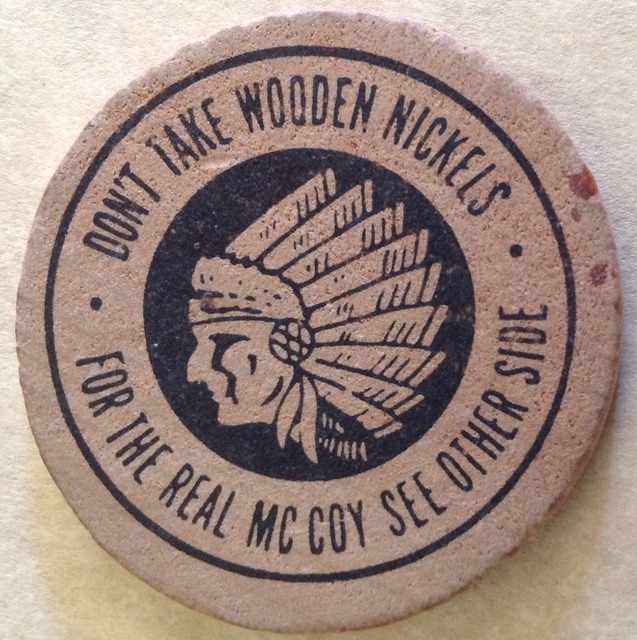 DON'T TAKE WOODEN NICKELS
FOR THE REAL MC COY SEE OTHER SIDE